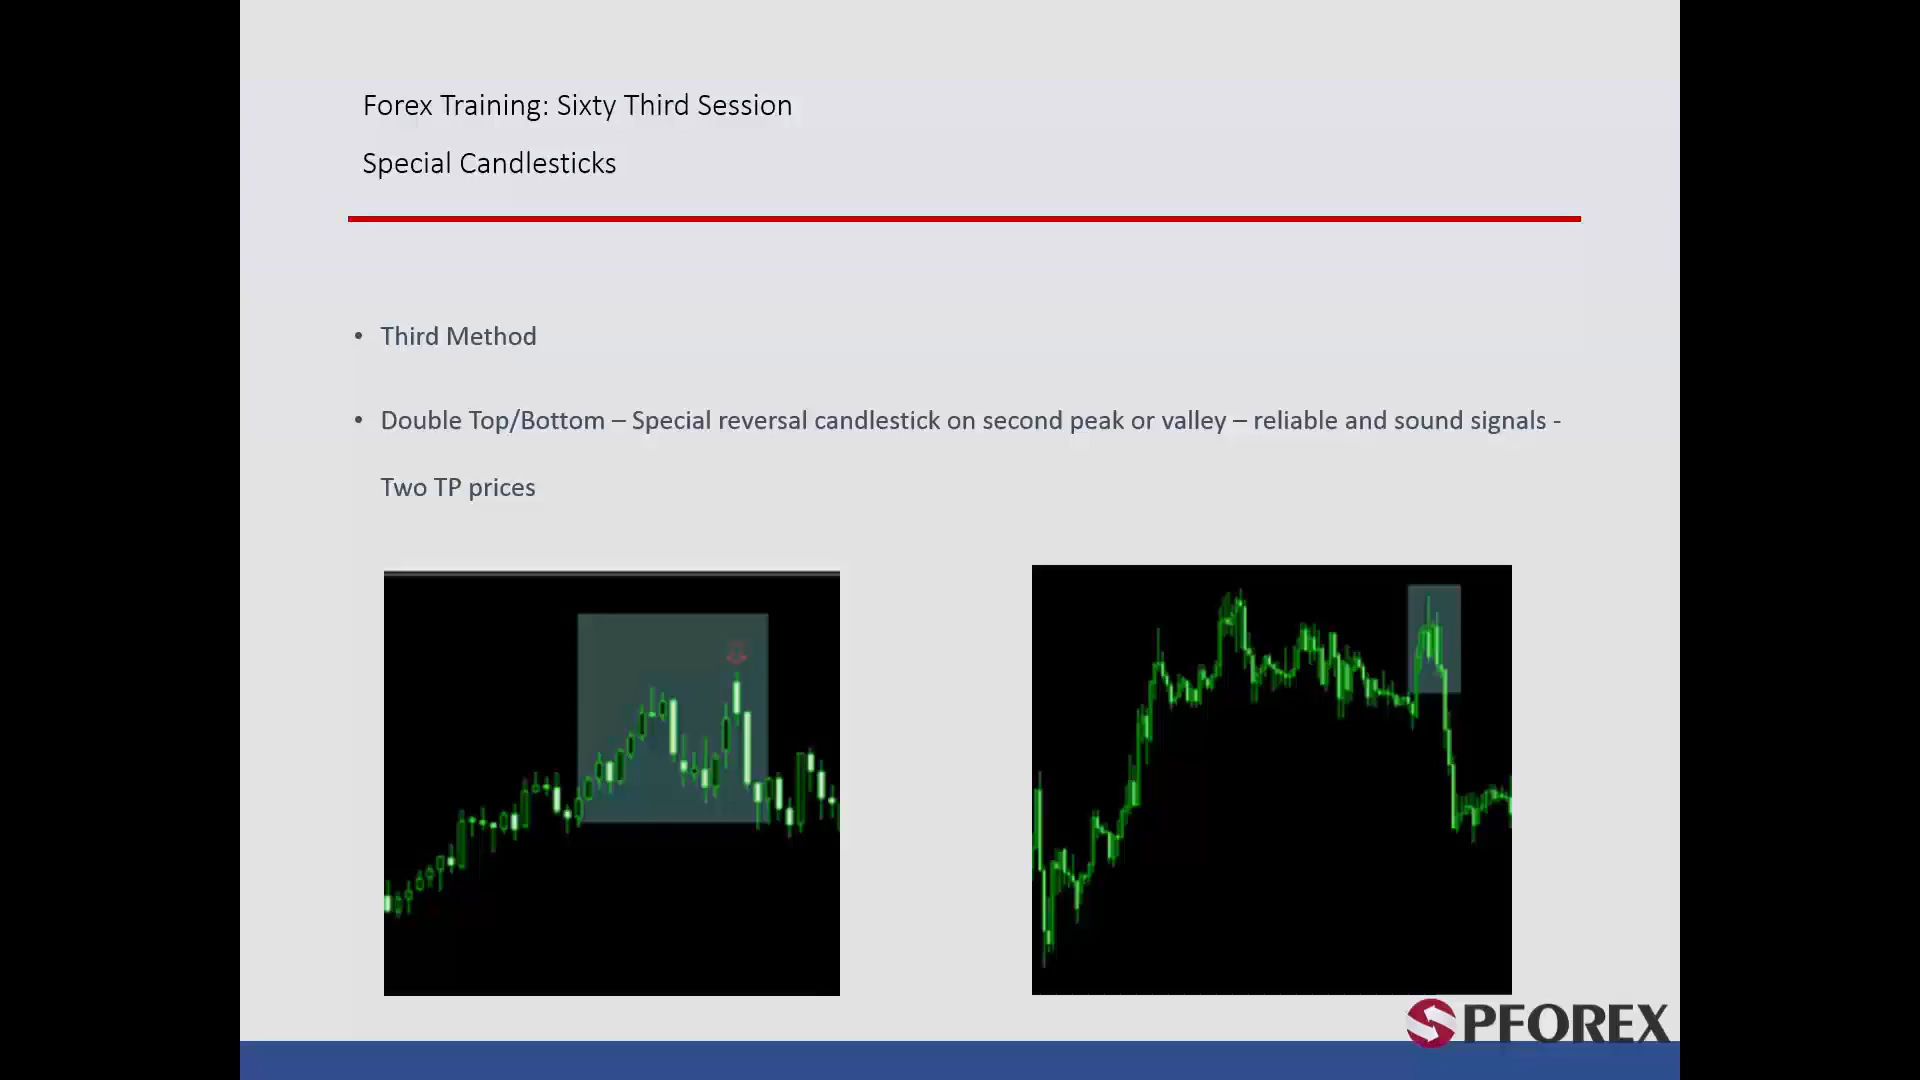 Forex Training: Sixty Third Session
Special Candlesticks
• Third Method
• Double Top/Bottom – Special reversal candlestick on second peak or valley – reliable and sound signals -
Two TP prices
PFOREX